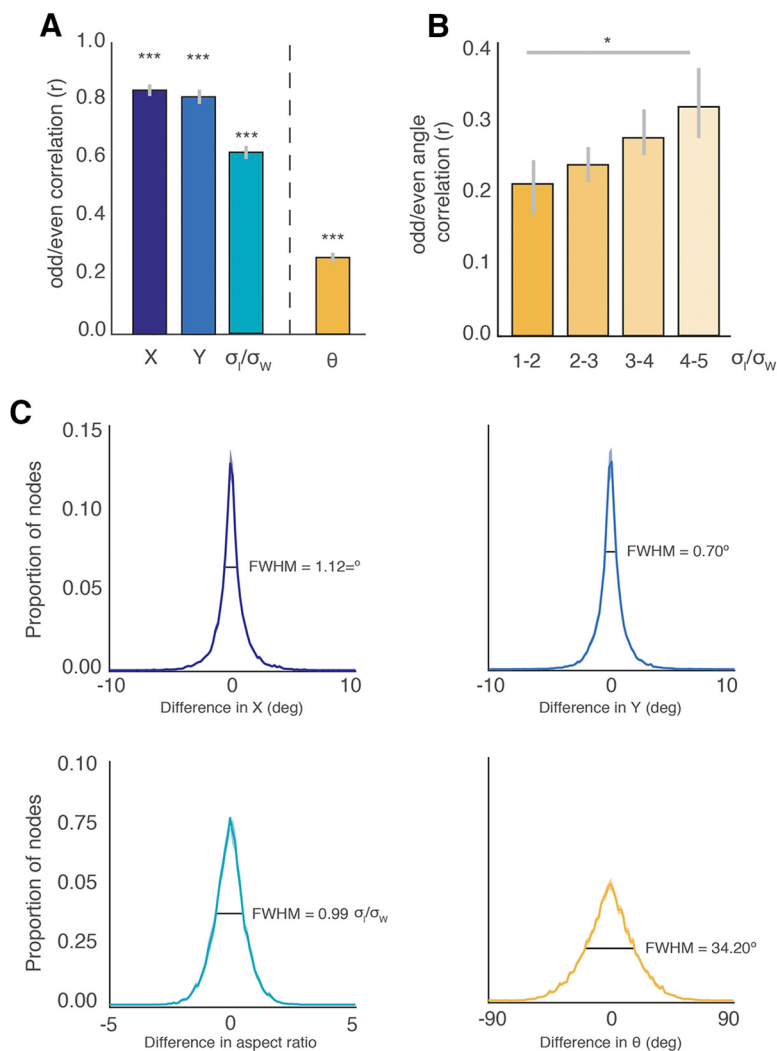 A
odd/even correlation (r)
1.0
0.8
0.6
0.4
0.2
0.0
***
***
***
***
X Y σl/σw θ
B
odd/even angle
correlation (r)
0.4
0.3
0.2
0.1
0.0
*
1-2 2-3 3-4 4-5 σl/σw
C
Proportion of nodes
0.15
0.10
0.05
0.00
FWHM = 1.12=º
-10 0 10
Difference in X (deg)
FWHM = 0.70º
-10 0 10
Difference in Y (deg)
Proportion of nodes
0.10
0.75
0.05
0.25
0.00
FWHM = 0.99 σl/σw
-5 0 5
Difference in aspect ratio
FWHM = 34.20º
-90 0 90
Difference in θ (deg)